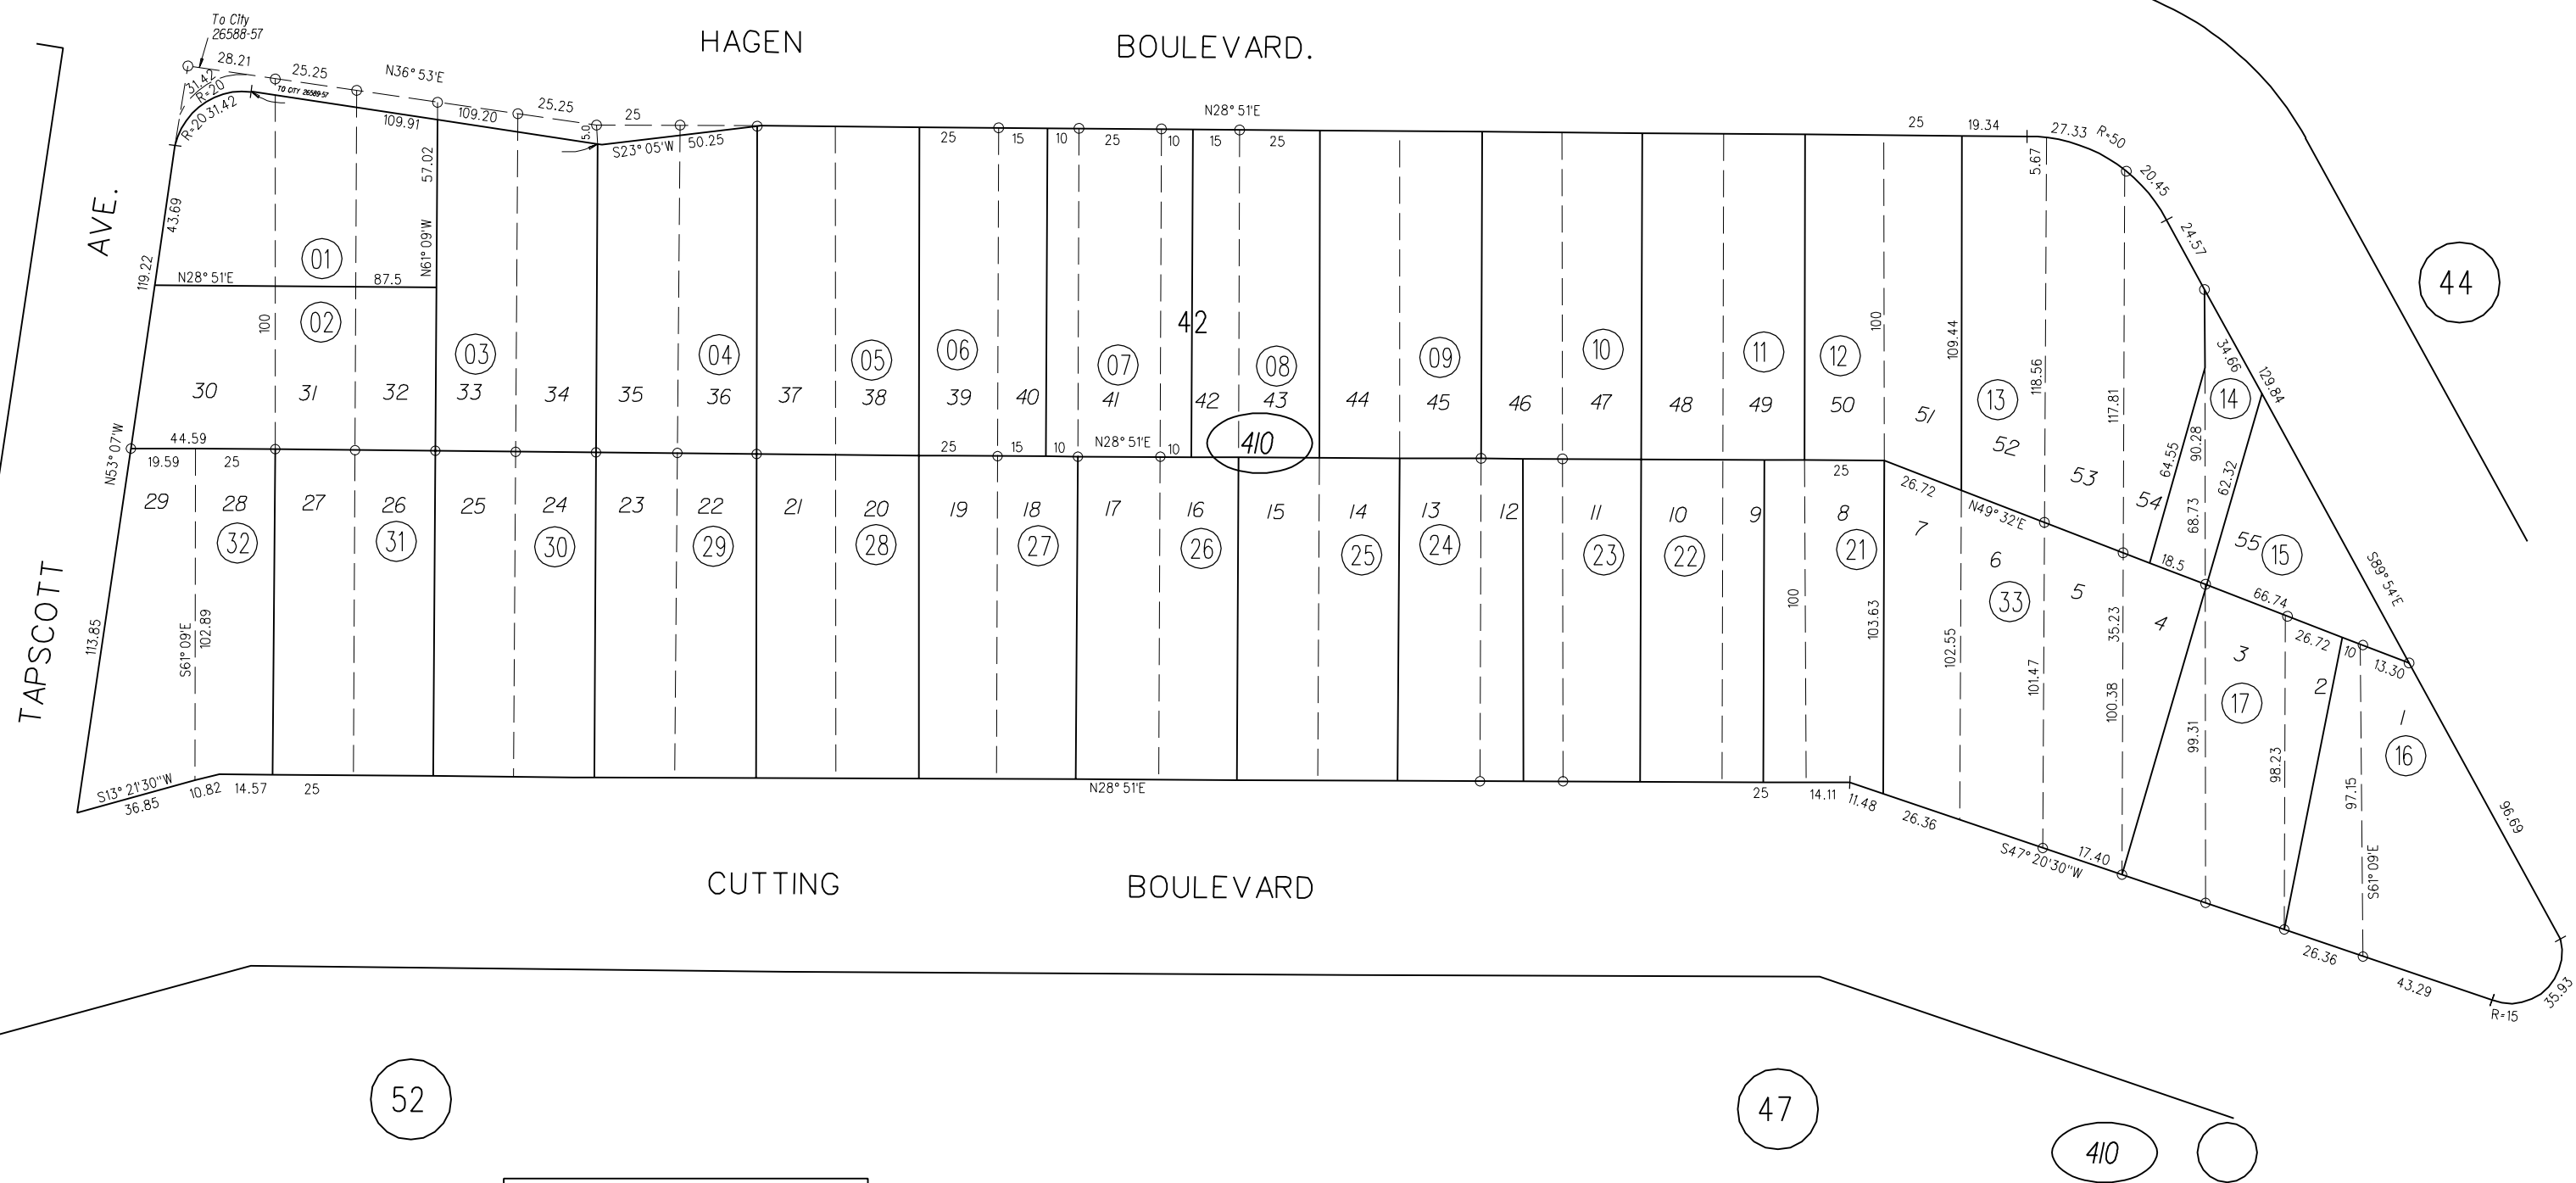 To City
26588-57
HAGEN BOULEVARD.
28.21 25.25 N36° 53'E 25.25 25 N28° 51'E 25 19.34 27.33 R=50
31.42
R=20
R=20 31.42
TO CITY 26589-57
109.91 109.20 5.0 S23° 05'W 50.25 25 15 10 25 10 15 25
5.67 20.45 24.57
43.69 57.02 N61° 09'W
AVE.
119.22
N28° 51'E 87.5
01
02
44
100 42 100 109.44 118.56 117.81 34.66 129.84
03 04 05 06 07 08 09 10 11 12 13 14
30 31 32 33 34 35 36 37 38 39 40 41 42 43 44 45 46 47 48 49 50 51 52 53 54 55
64.55 90.28 62.32 68.73
N53° 07'W
44.59 25 15 10 N28° 51'E 10 410 25
19.59 25 26.72 N49° 32'E 18.5 66.74 26.72 10 13.30
29 28 27 26 25 24 23 22 21 20 19 18 17 16 15 14 13 12 11 10 9 8 7 6 5 4 3 2 1
32 31 30 29 28 27 26 25 24 23 22 21 33 15 17 16
S89° 54'E
TAPSCOTT
113.85 S61° 09'E 102.89 100 103.63 102.55 101.47 35.23 100.38 99.31 98.23 97.15 S61° 09'E 96.69
S13° 21'30"W
36.85 10.82 14.57 25 N28° 51'E 25 14.11 11.48 26.36 17.40
S47° 20'30"W
26.36 43.29 R=15 35.93
CUTTING BOULEVARD
52 47
410